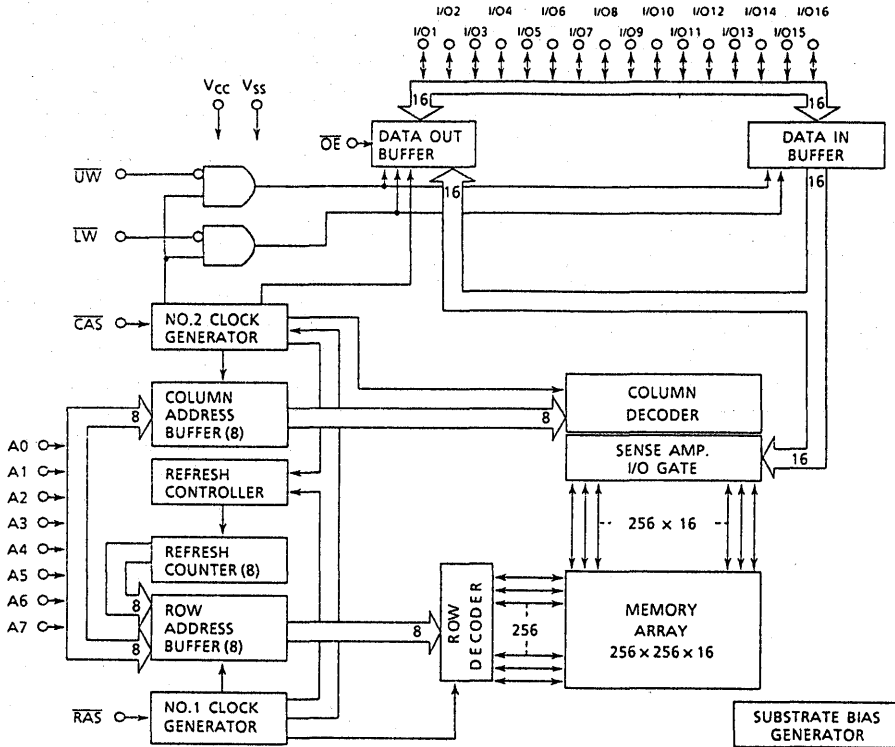 I/O2 I/O4 I/O6 I/O8 I/O10 I/O12 I/O14 I/O16
I/O1 I/O3 I/O5 I/O7 I/O9 I/O11 I/O13 I/O15
VCC VSS
16
16
OE
DATA OUT
BUFFER
DATA IN
BUFFER
UW
16
16
LW
CAS
NO.2 CLOCK
GENERATOR
COLUMN
ADDRESS
BUFFER (8)
8
8
COLUMN
DECODER
SENSE AMP.
I/O GATE
16
A0
A1
A2
A3
A4
A5
A6
A7
REFRESH
CONTROLLER
REFRESH
COUNTER (8)
256 × 16
8
8
ROW
ADDRESS
BUFFER (8)
8
ROW
DECODER
256
MEMORY
ARRAY
256×256×16
RAS
NO.1 CLOCK
GENERATOR
SUBSTRATE BIAS
GENERATOR